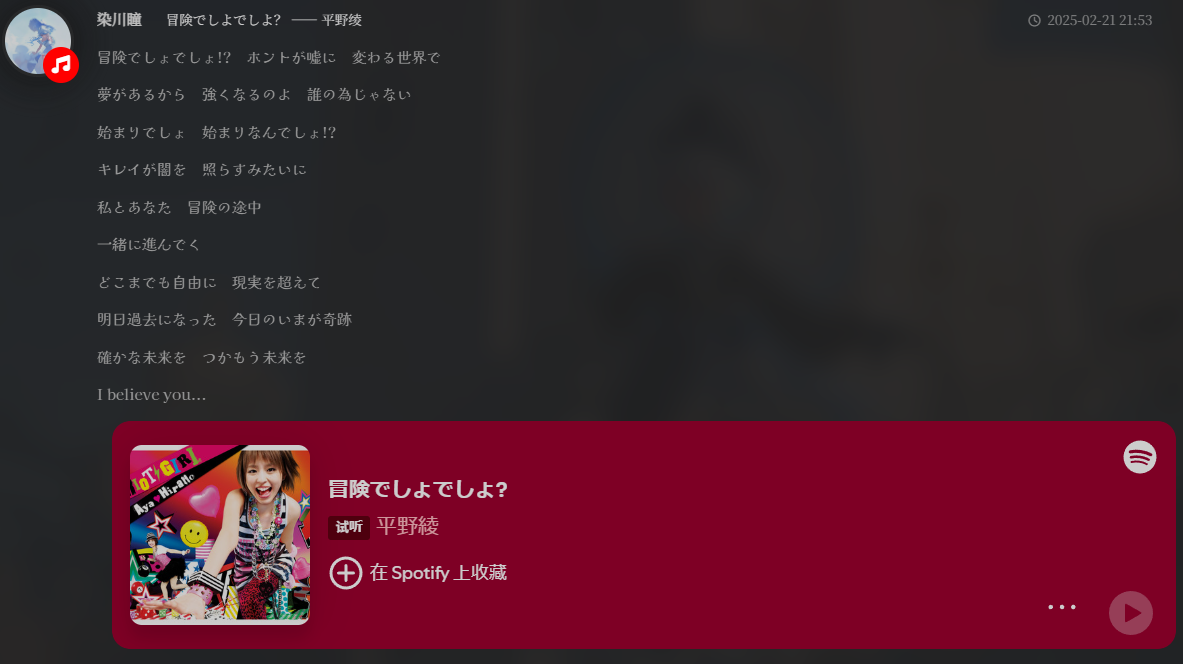 染川瞳 冒険でしよでしよ? —— 平野绫
2025-02-21 21:53
冒険でしょでしょ!? ホントが嘘に 変わる世界で
夢があるから 強くなるのよ 誰の為じゃない
始まりでしょ 始まりなんでしょ!?
キレイが闇を 照らすみたいに
私とあなた 冒険の途中
一緒に進んでく
どこまでも自由に 現実を超えて
明日過去になった 今日のいまが奇跡
確かな未来を つかもう未来を
I believe you...
RIOT GIRL
Aya Hirano
冒険でしょでしょ?
试听 平野綾
在 Spotify 上收藏